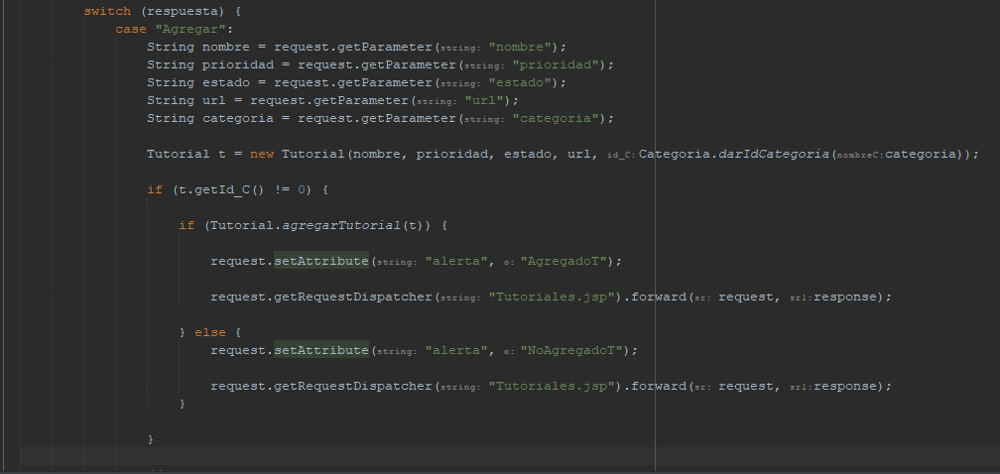 switch (respuesta) {
case "Agregar":
String nombre = request.getParameter(string: "nombre");
String prioridad = request.getParameter(string: "prioridad");
String estado = request.getParameter(string: "estado");
String url = request.getParameter(string: "url");
String categoria = request.getParameter(string: "categoria");
Tutorial t = new Tutorial(nombre, prioridad, estado, url, id_C: Categoria.darIdCategoria(nombreC: categoria));
if (t.getId_C() != 0) {
if (Tutorial.agregarTutorial(t)) {
request.setAttribute(string: "alerta", o: "AgregadoT");
request.getRequestDispatcher(string: "Tutoriales.jsp").forward(sr: request, sr1: response);
} else {
request.setAttribute(string: "alerta", o: "NoAgregadoT");
request.getRequestDispatcher(string: "Tutoriales.jsp").forward(sr: request, sr1: response);
}
}